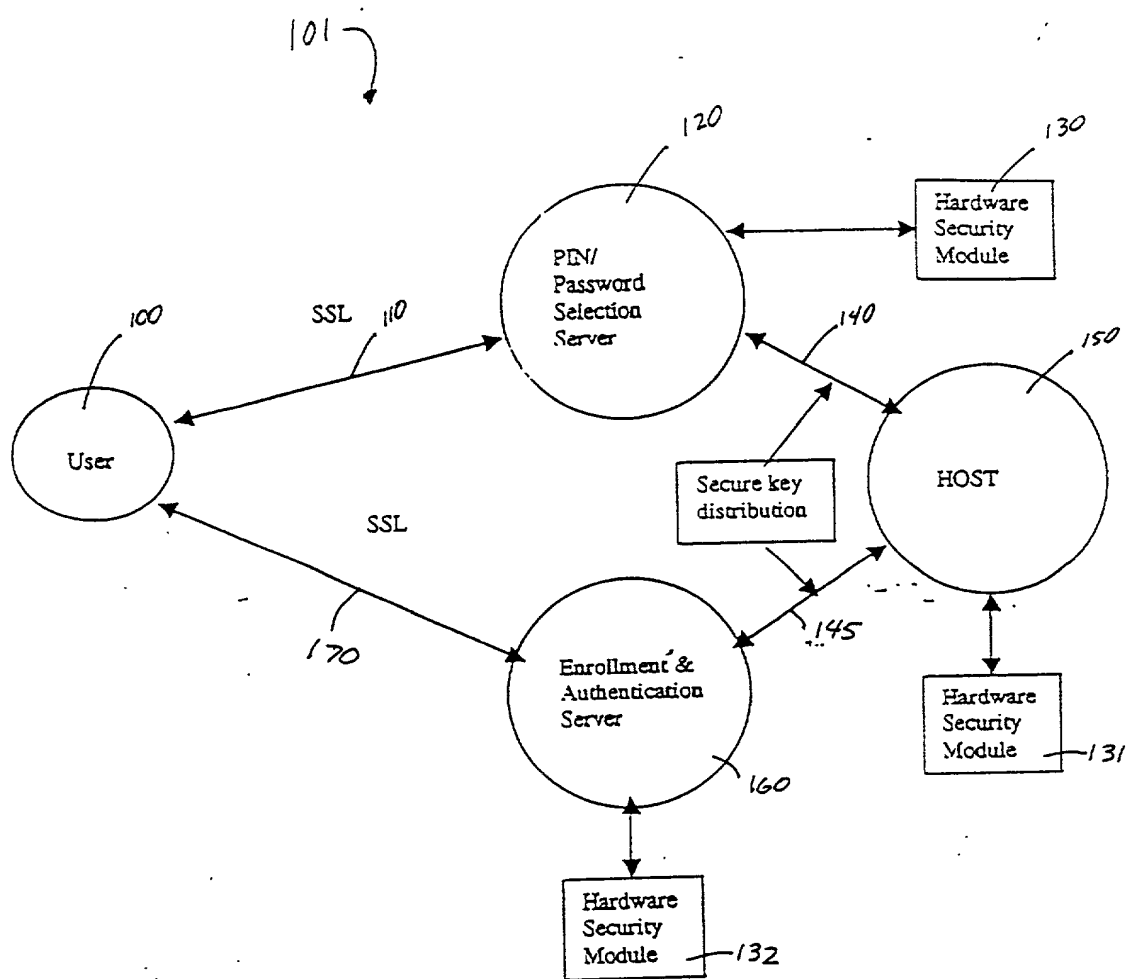 101
120
130
Hardware
Security
Module
PIN/
Password
Selection
Server
100
SSL
110
140
150
User
Secure key
distribution
HOST
SSL
170
145
Enrollment &
Authentication
Server
160
Hardware
Security
Module
131
Hardware
Security
Module
132